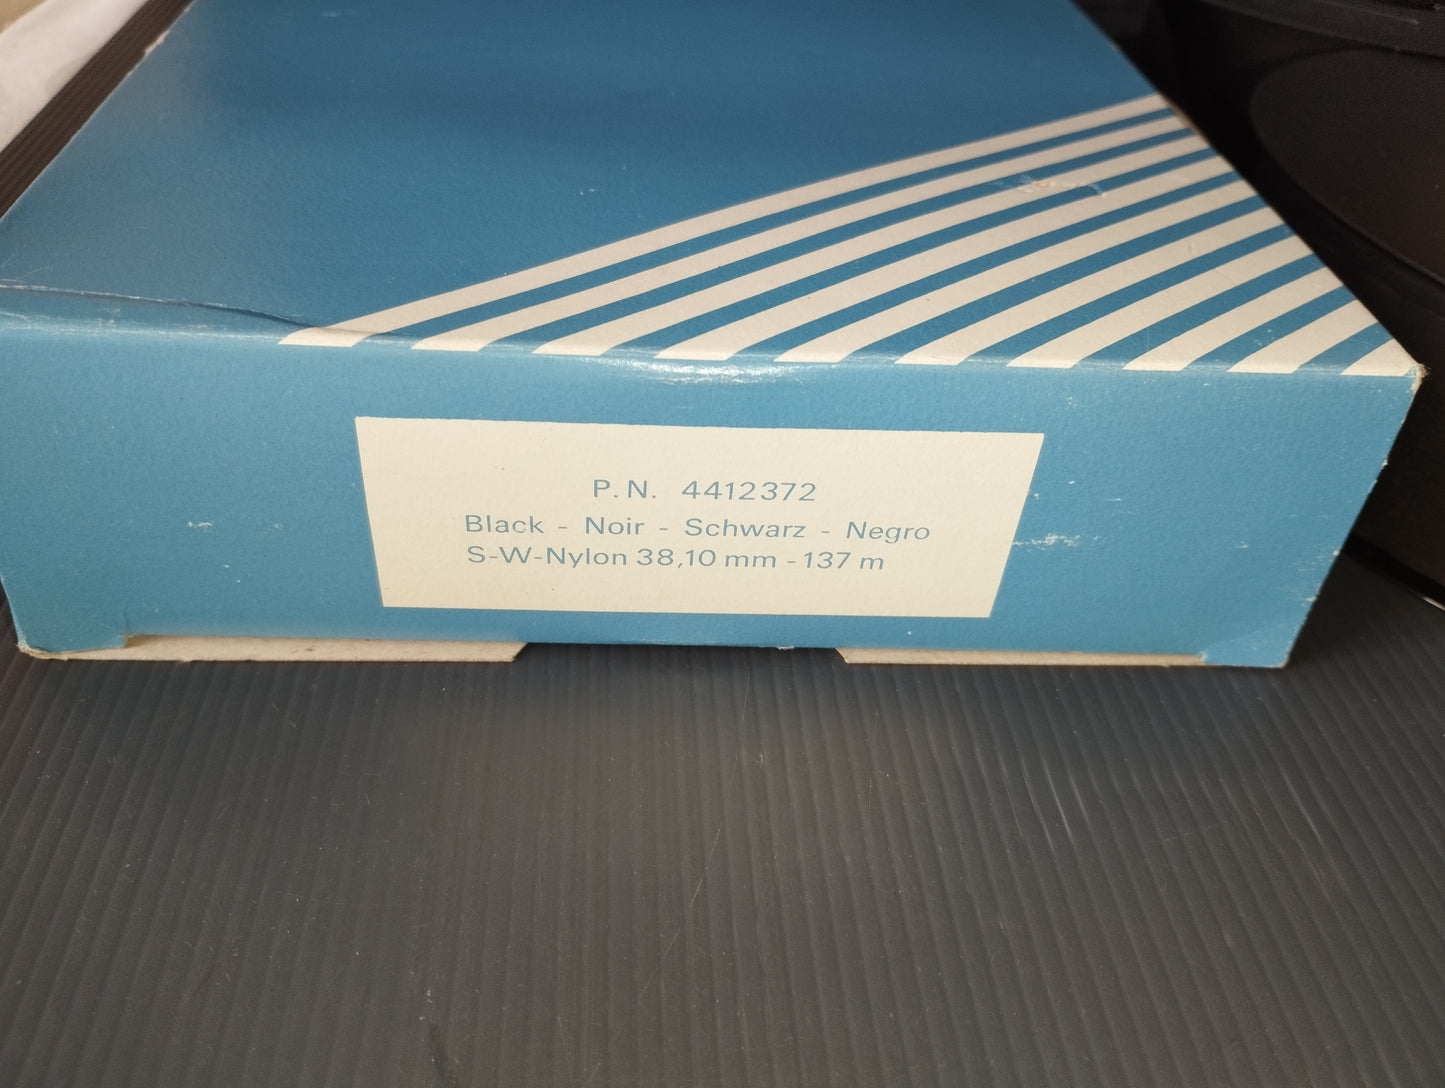 P.N. 4412372
Black - Noir - Schwarz - Negro
S-W-Nylon 38,10 mm - 137 m